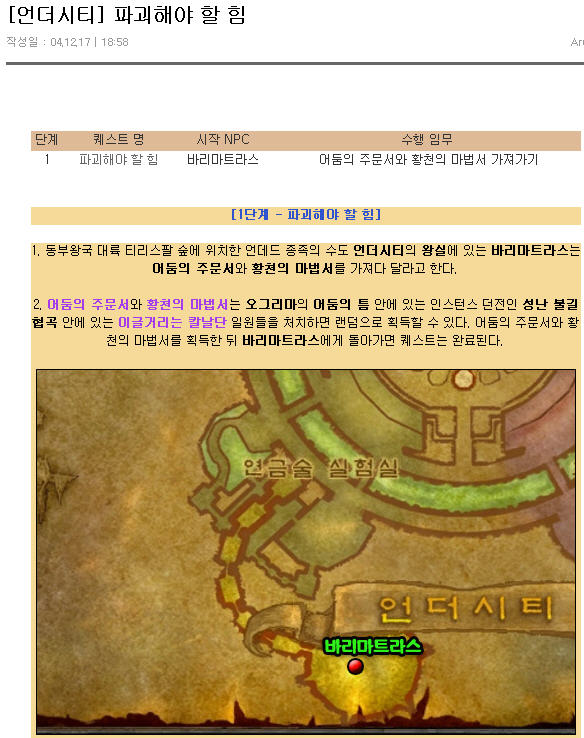 [언더시티] 파괴해야 할 힘
작성일 : 04,12,17 | 18:58
단계 퀘스트 명 시작 NPC 수행 임무
1 파괴해야 할 힘 바리마트라스 어둠의 주문서와 황천의 마법서 가져가기
[1단계 - 파괴해야 할 힘]
1. 동부왕국 대륙 티리스팔 숲에 위치한 언데드 종족의 수도 언더시티의 왕실에 있는 바리마트라스는
어둠의 주문서와 황천의 마법서를 가져다 달라고 한다.
2. 어둠의 주문서와 황천의 마법서는 오그리마의 어둠의 틈 안에 있는 인스턴스 던전인 성난 불길
협곡 안에 있는 이글거리는 칼날단 일원들을 처치하면 랜덤으로 획득할 수 있다. 어둠의 주문서와 황
천의 마법서를 획득한 뒤 바리마트라스에게 돌아가면 퀘스트는 완료된다.
연금술 실험실
언더시티
바리마트라스